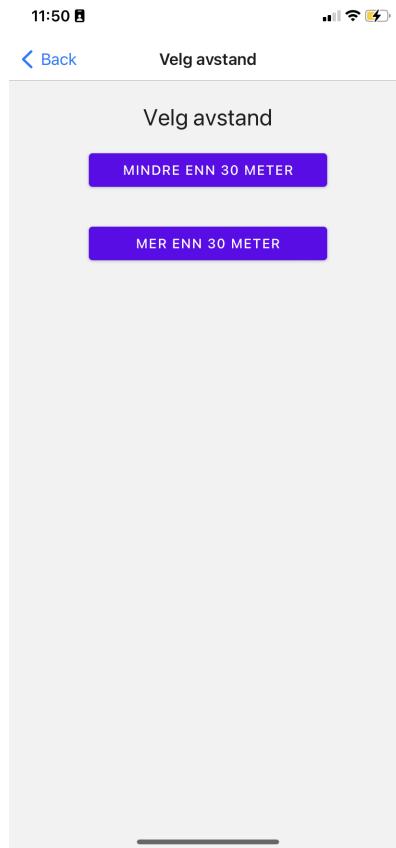 11:50
Back
Velg avstand
Velg avstand
MINDRE ENN 30 METER
MER ENN 30 METER